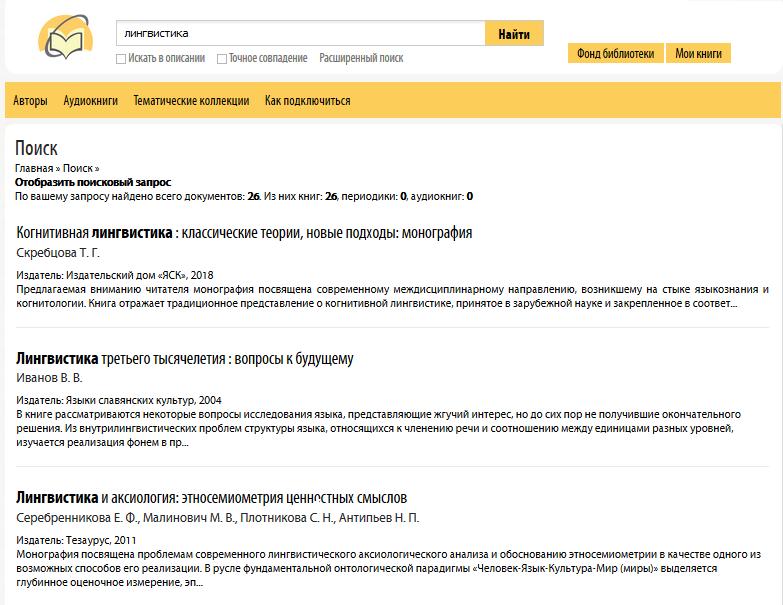 лингвистика
Найти
Искать в описании Точное совпадение Расширенный поиск
Фонд библиотеки Мои книги
Авторы Аудиокниги Тематические коллекции Как подключиться
Поиск
Главная » Поиск »
Отобразить поисковый запрос
По вашему запросу найдено всего документов: 26. Из них книг: 26, периодики: 0, аудиокниг: 0
Когнитивная лингвистика : классические теории, новые подходы: монография
Скребцова Т. Г.
Издатель: Издательский дом «ЯСК», 2018
Предлагаемая вниманию читателя монография посвящена современному междисциплинарному направлению, возникшему на стыке языкознания и
когнитологии. Книга отражает традиционное представление о когнитивной лингвистике, принятое в зарубежной науке и закрепленное в соответ...
Лингвистика третьего тысячелетия : вопросы к будущему
Иванов В. В.
Издатель: Языки славянских культур, 2004
В книге рассматриваются некоторые вопросы исследования языка, представляющие жгучий интерес, но до сих пор не получившие окончательного
решения. Из внутрилингвистических проблем структуры языка, относящихся к членению речи и соотношению между единицами разных уровней,
изучается реализация фонем в пр...
Лингвистика и аксиология: этносемиометрия ценностных смыслов
Серебренникова Е. Ф., Малинович М. В., Плотникова С. Н., Антипьев Н. П.
Издатель: Тезаурус, 2011
Монография посвящена проблемам современного лингвистического аксиологического анализа и обоснованию этносемиометрии в качестве одного из
возможных способов его реализации. В русле фундаментальной онтологической парадигмы «Человек-Язык-Культура-Мир (миры)» выделяется
глубинное оценочное измерение, эп...